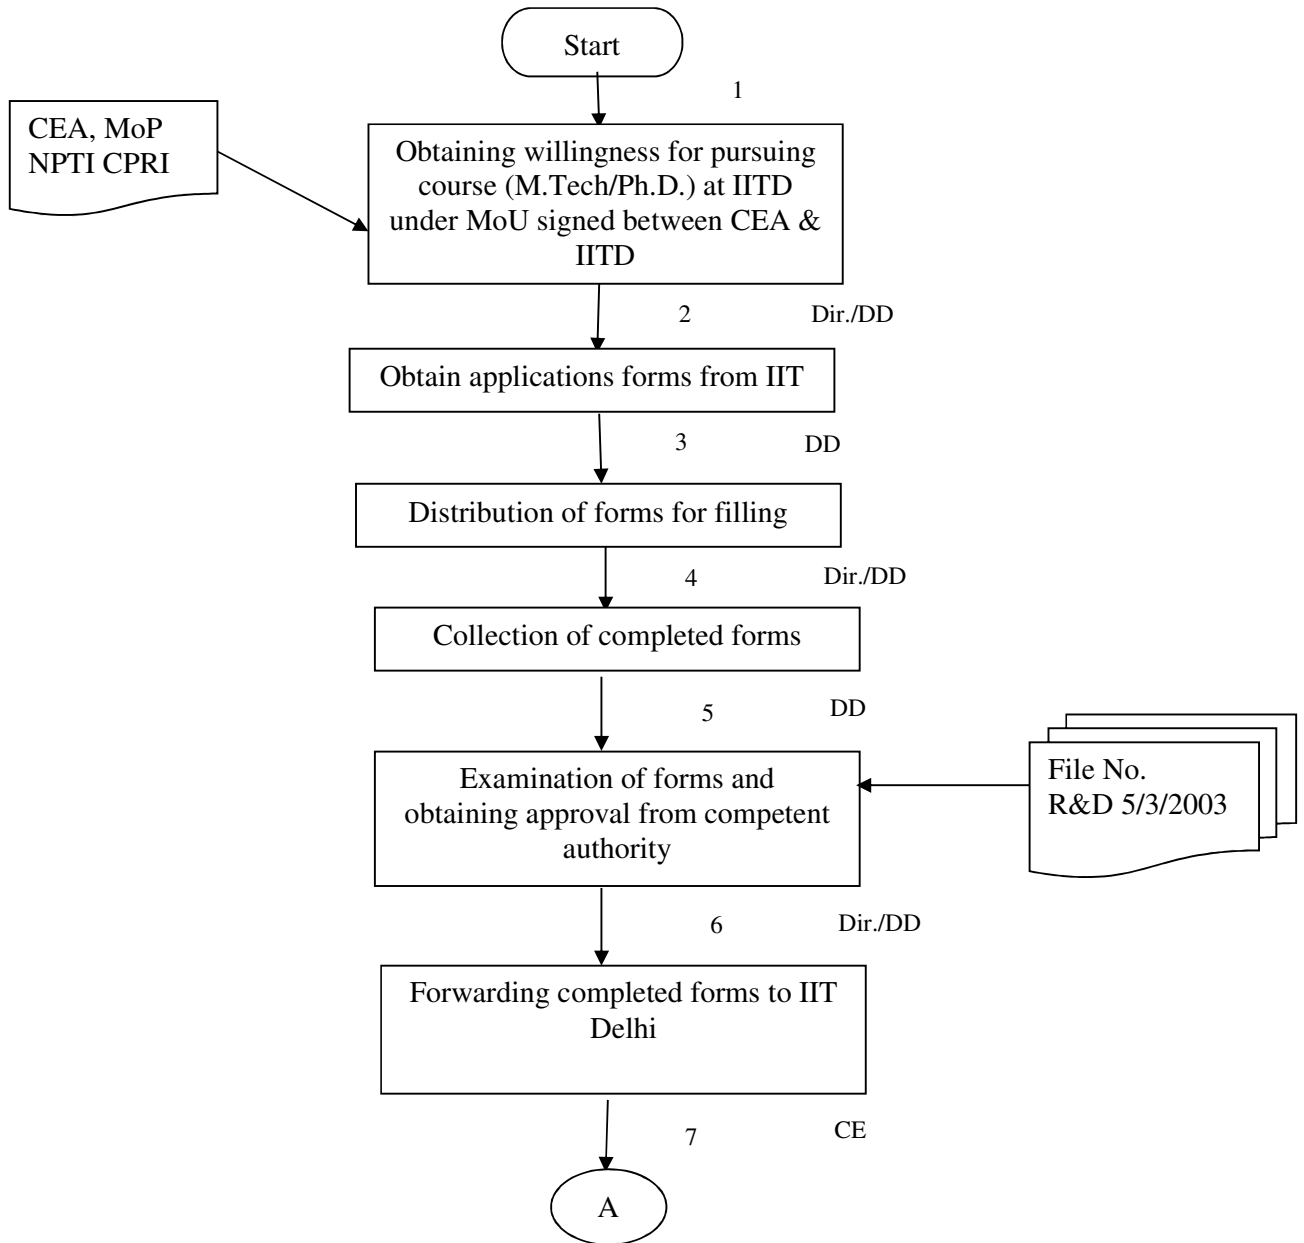 Start
1
CEA, MoP
NPTI CPRI
Obtaining willingness for pursuing
course (M.Tech/Ph.D.) at IITD
under MoU signed between CEA &
IITD
2
Dir./DD
Obtain applications forms from IIT
3
DD
Distribution of forms for filling
4
Dir./DD
Collection of completed forms
5
DD
Examination of forms and
obtaining approval from competent
authority
File No.
R&D 5/3/2003
6
Dir./DD
Forwarding completed forms to IIT
Delhi
7
CE
A